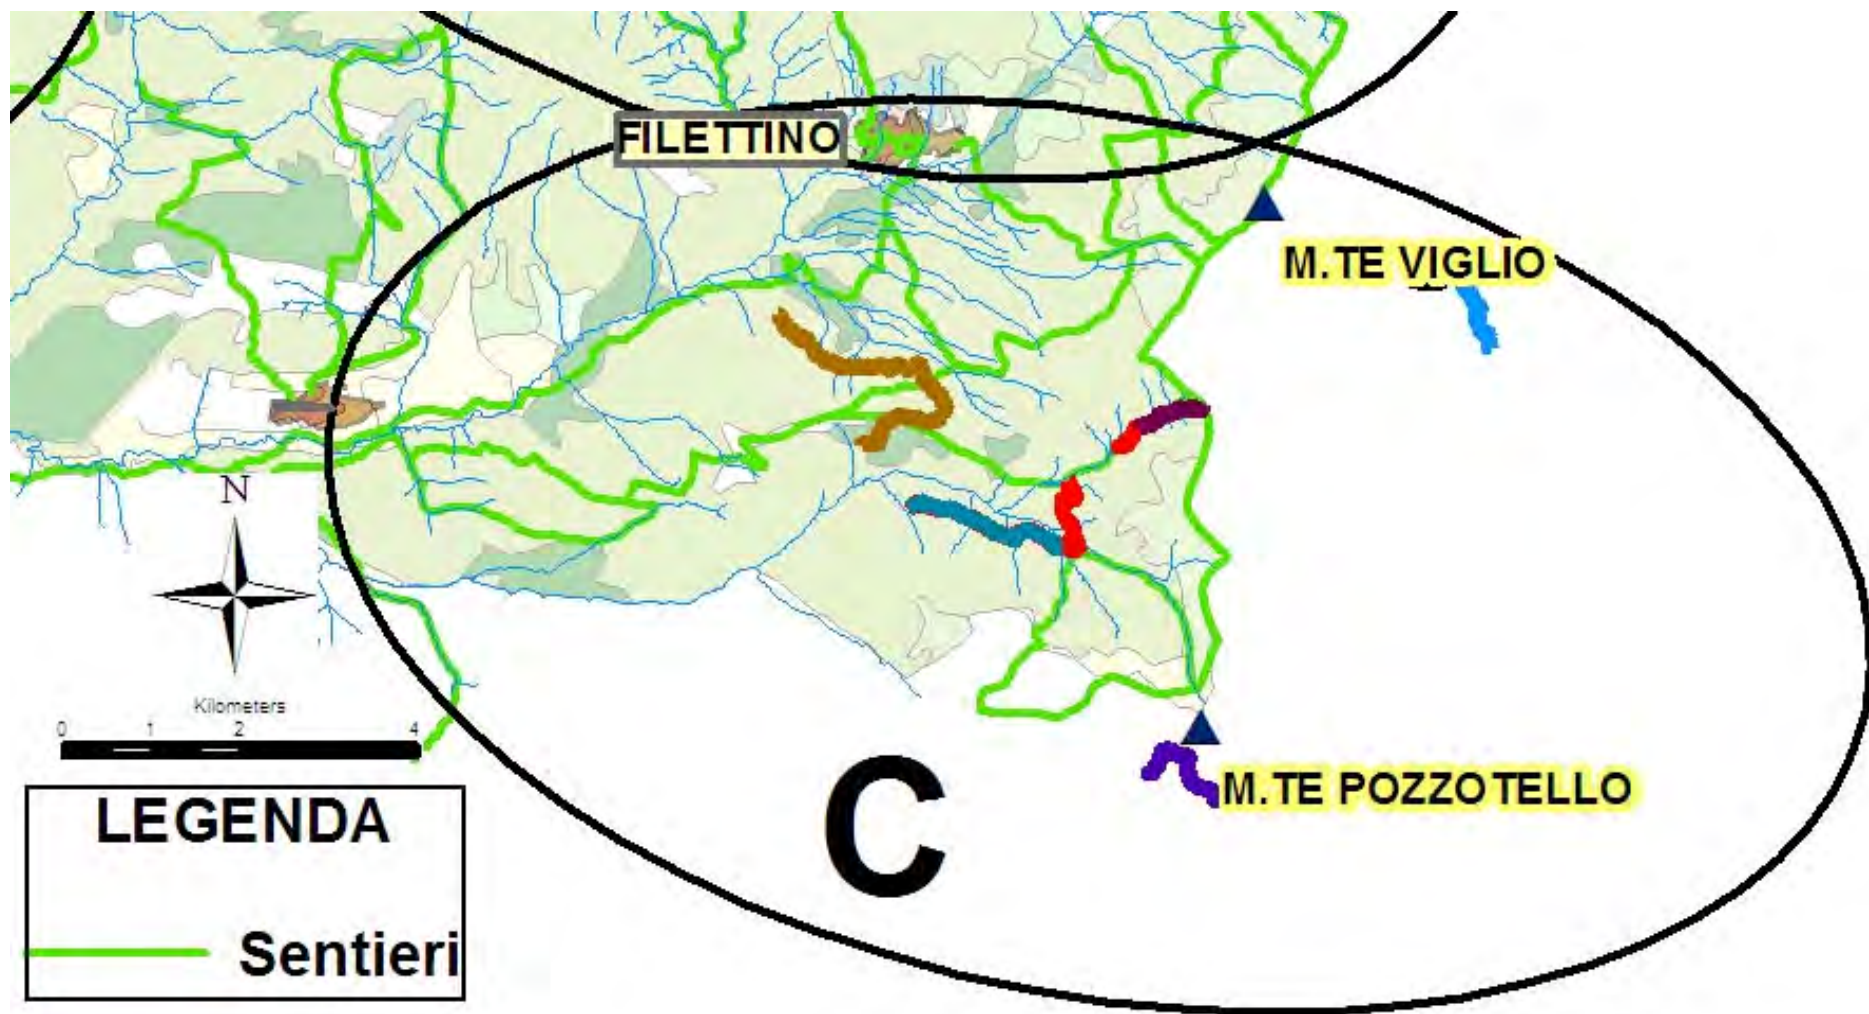 FILETTINO
M.TE VIGLIO
N
Kilometers
0 1 2 4
M.TE POZZOTELLO
C
LEGENDA
Sentieri